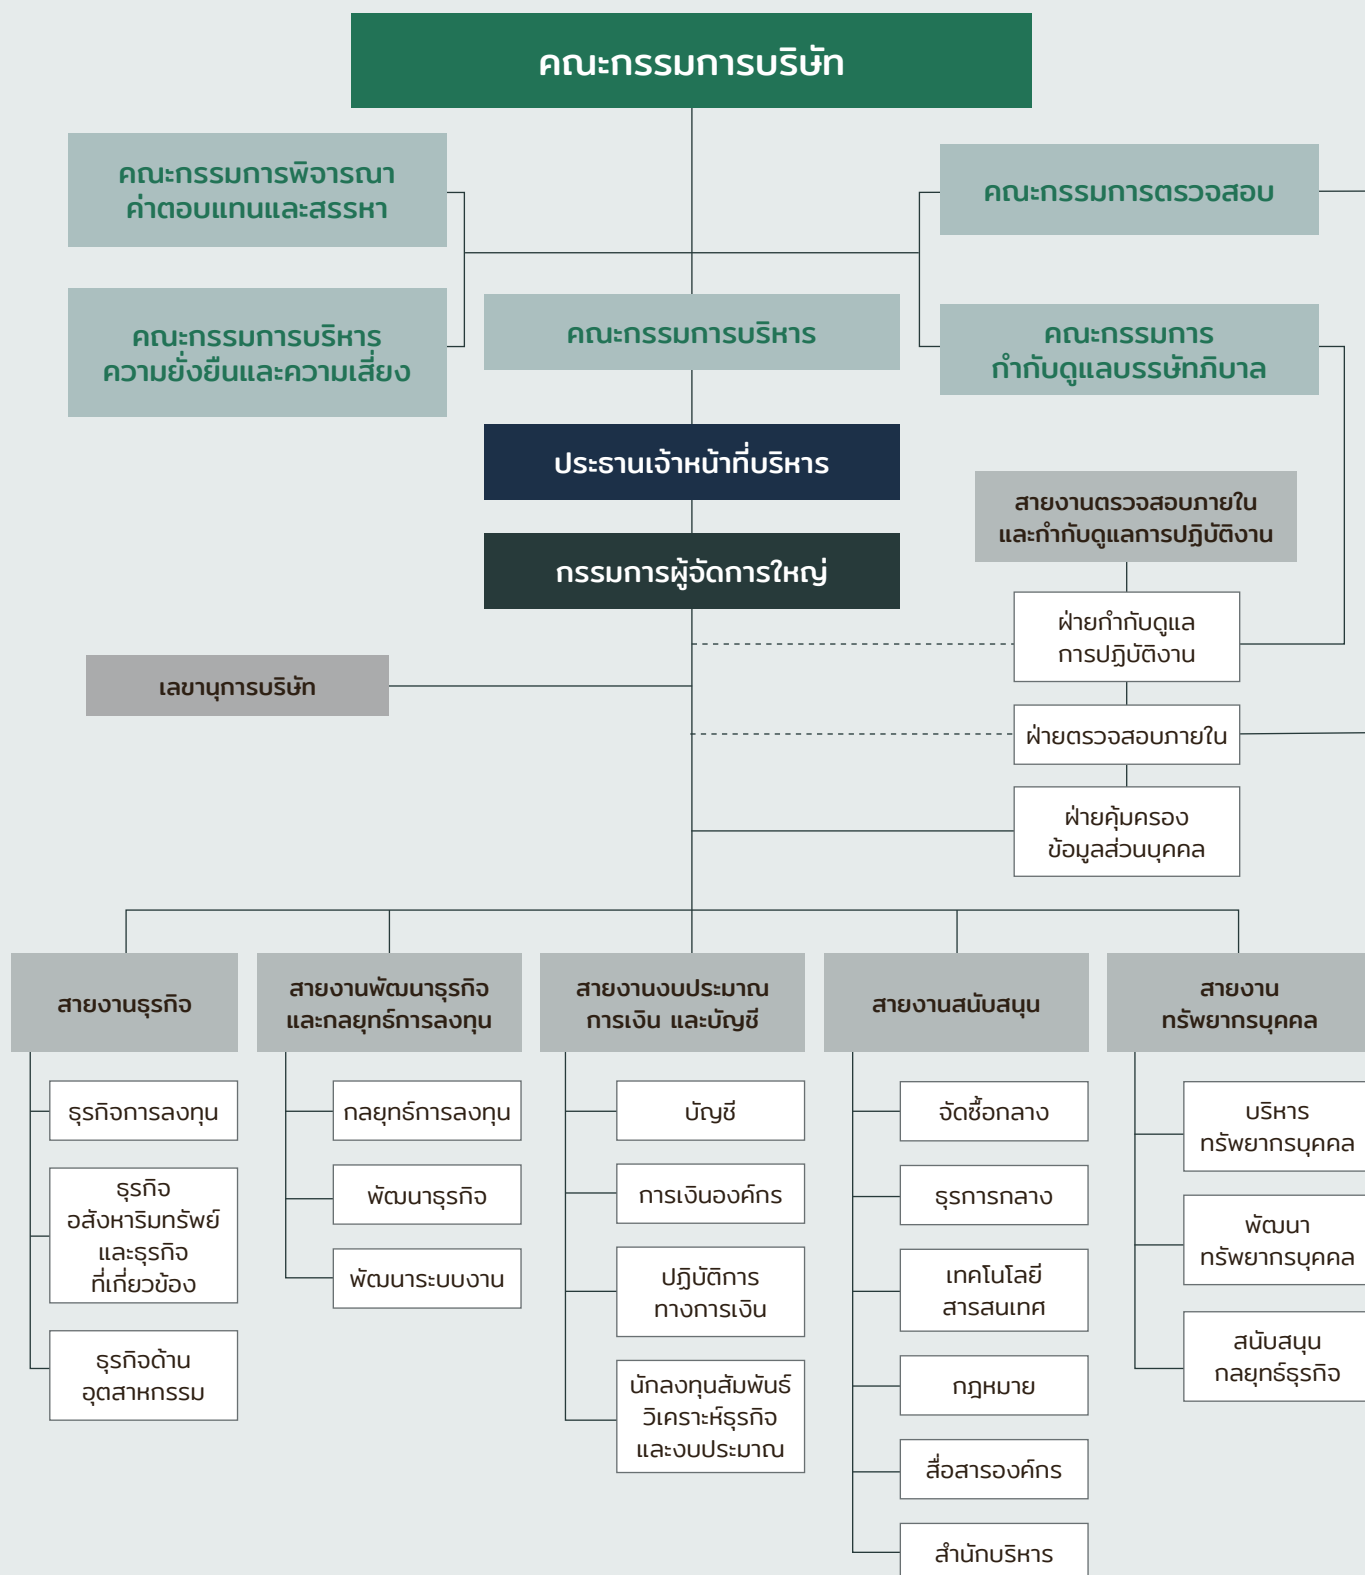 คณะกรรมการบริษัท
คณะกรรมการพิจารณา
ค่าตอบแทนและสรรหา
คณะกรรมการตรวจสอบ
คณะกรรมการบริหาร
ความยั่งยืนและความเสี่ยง
คณะกรรมการบริหาร
คณะกรรมการ
กำกับดูแลบรรษัทภิบาล
ประธานเจ้าหน้าที่บริหาร
กรรมการผู้จัดการใหญ่
สายงานตรวจสอบภายใน
และกำกับดูแลการปฏิบัติงาน
ฝ่ายกำกับดูแล
การปฏิบัติงาน
เลขานุการบริษัท
ฝ่ายตรวจสอบภายใน
ฝ่ายคุ้มครอง
ข้อมูลส่วนบุคคล
สายงานธุรกิจ
ธุรกิจการลงทุน
ธุรกิจ
อสังหาริมทรัพย์
และธุรกิจ
ที่เกี่ยวข้อง
ธุรกิจด้าน
อุตสาหกรรม
สายงานพัฒนาธุรกิจ
และกลยุทธ์การลงทุน
กลยุทธ์การลงทุน
พัฒนาธุรกิจ
พัฒนาระบบงาน
สายงานงบประมาณ
การเงิน และบัญชี
บัญชี
การเงินองค์กร
ปฏิบัติการ
ทางการเงิน
นักลงทุนสัมพันธ์
วิเคราะห์ธุรกิจ
และงบประมาณ
สายงานสนับสนุน
จัดซื้อกลาง
ธุรการกลาง
เทคโนโลยี
สารสนเทศ
กฎหมาย
สื่อสารองค์กร
สำนักบริหาร
สายงาน
ทรัพยากรบุคคล
บริหาร
ทรัพยากรบุคคล
พัฒนา
ทรัพยากรบุคคล
สนับสนุน
กลยุทธ์ธุรกิจ